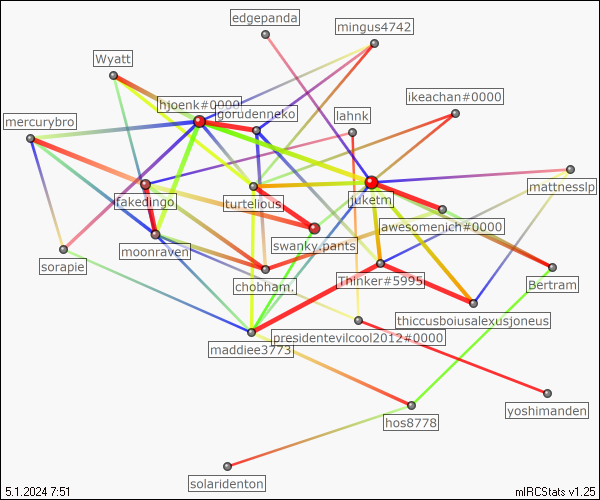 edgepanda
mingus4742
Wyatt
ikeachan#0000
hjoenk#0000
gorudenneko
lahnk
mercurybro
mattnesslp
fakedingo
turtelious
juketm
awesomenich#0000
swanky.pants
moonraven
sorapie
chobham.
Thinker#5995
Bertram
thiccusboiusalexusjoneus
presidentevilcool2012#0000
maddiee3773
yoshimanden
hos8778
solaridenton
5.1.2024 7:51
mIRCStats v1.25